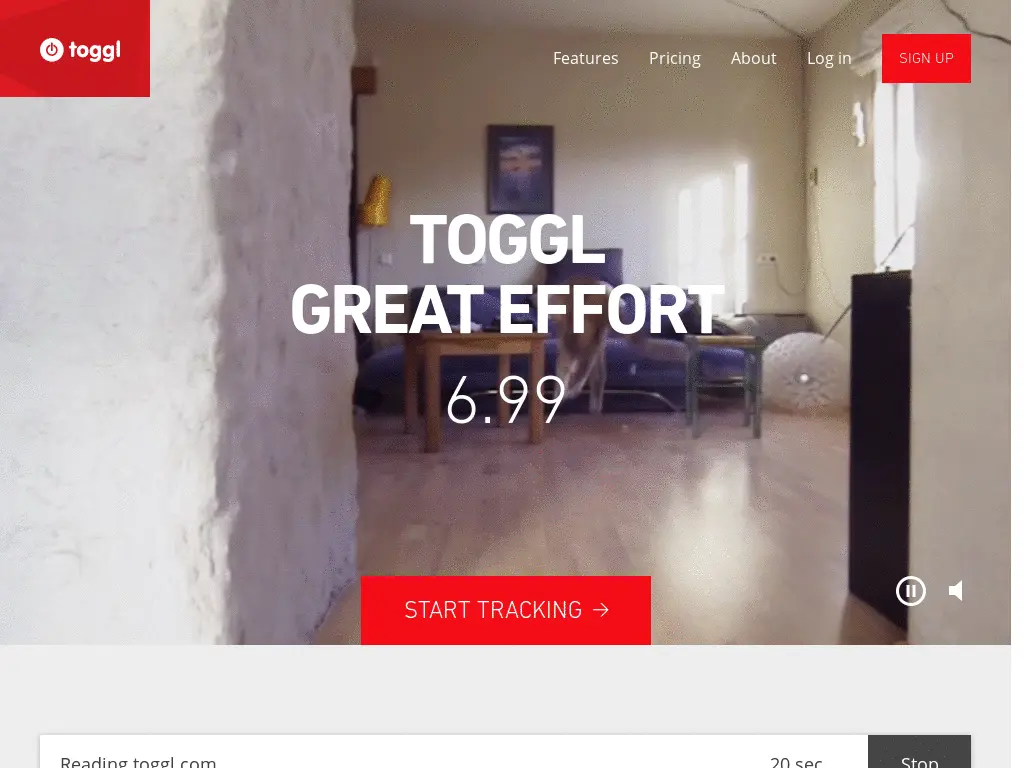 toggl
Features Pricing About Log in SIGN UP
TOGGL
GREAT EFFORT
6.99
START TRACKING →
Reading toggl.com 20 sec Stop